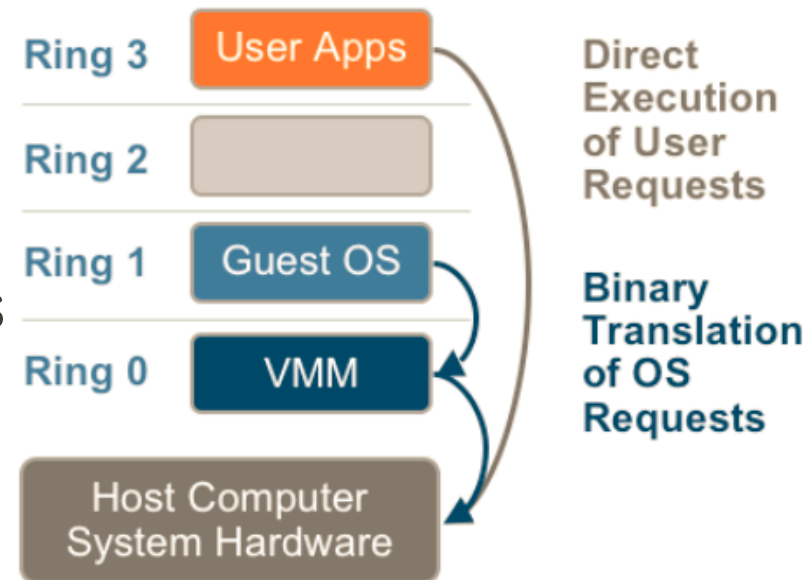 Ring 3
User Apps
Ring 2
Ring 1
Guest OS
s
Ring 0
VMM
Host Computer
System Hardware
Direct
Execution
of User
Requests
Binary
Translation
of OS
Requests